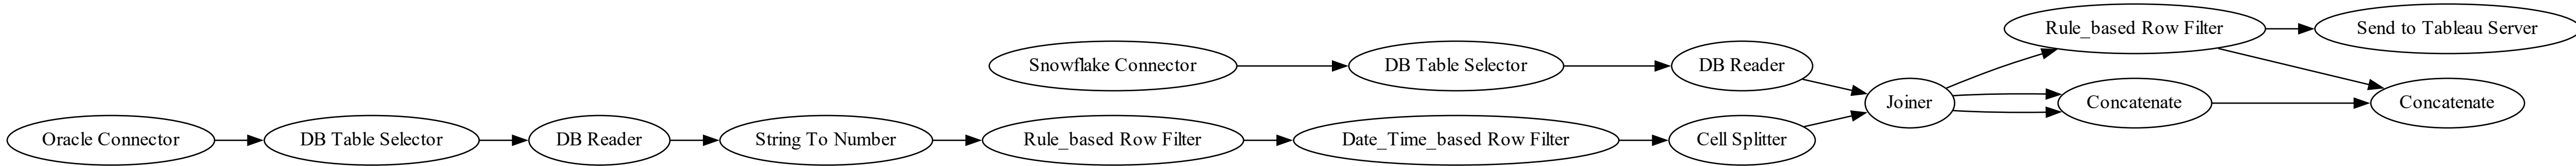 Rule_based Row Filter
Send to Tableau Server
Snowflake Connector
DB Table Selector
DB Reader
Joiner
Concatenate
Concatenate
Oracle Connector
DB Table Selector
DB Reader
String To Number
Rule_based Row Filter
Date_Time_based Row Filter
Cell Splitter